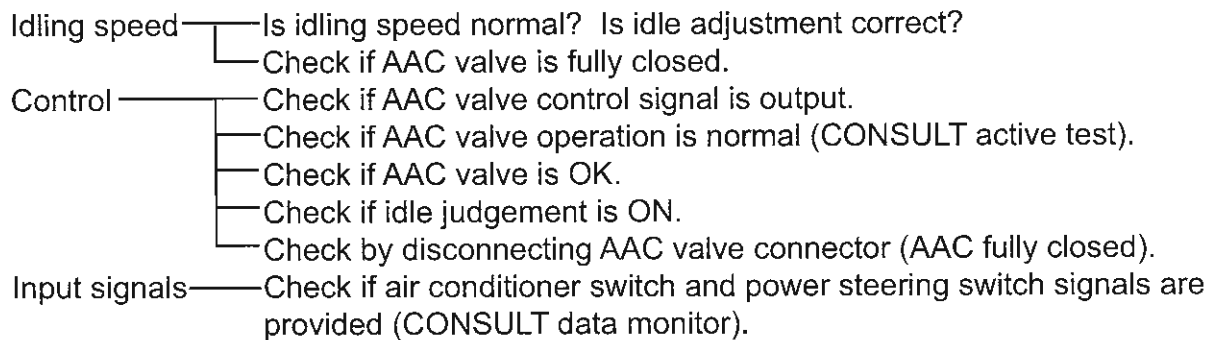 Idling speed Is idling speed normal? Is idle adjustment correct?
Check if AAC valve is fully closed.
Control Check if AAC valve control signal is output.
Check if AAC valve operation is normal (CONSULT active test).
Check if AAC valve is OK.
Check if idle judgement is ON.
Check by disconnecting AAC valve connector (AAC fully closed).
Input signals Check if air conditioner switch and power steering switch signals are
provided (CONSULT data monitor).